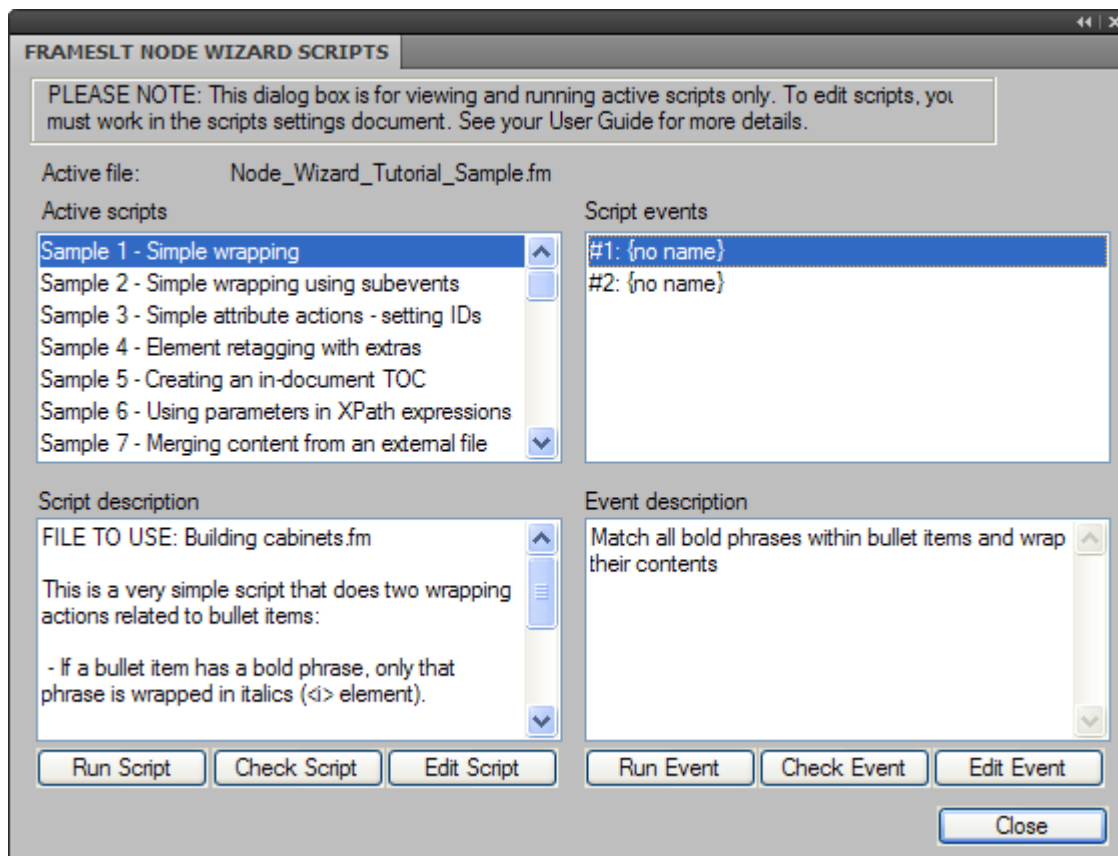 FRAMESLT NODE WIZARD SCRIPTS
PLEASE NOTE: This dialog box is for viewing and running active scripts only. To edit scripts, you
must work in the scripts settings document. See your User Guide for more details.
Active file: Node_Wizard_Tutorial_Sample.fm
Active scripts
Sample 1 - Simple wrapping
Sample 2 - Simple wrapping using subevents
Sample 3 - Simple attribute actions - setting IDs
Sample 4 - Element retagging with extras
Sample 5 - Creating an in-document TOC
Sample 6 - Using parameters in XPath expressions
Sample 7 - Merging content from an external file
Script events
#1: {no name}
#2: {no name}
Script description
FILE TO USE: Building cabinets.fm
This is a very simple script that does two wrapping
actions related to bullet items:
- If a bullet item has a bold phrase, only that
phrase is wrapped in italics (<i> element).
Event description
Match all bold phrases within bullet items and wrap
their contents
Run Script Check Script Edit Script
Run Event Check Event Edit Event
Close